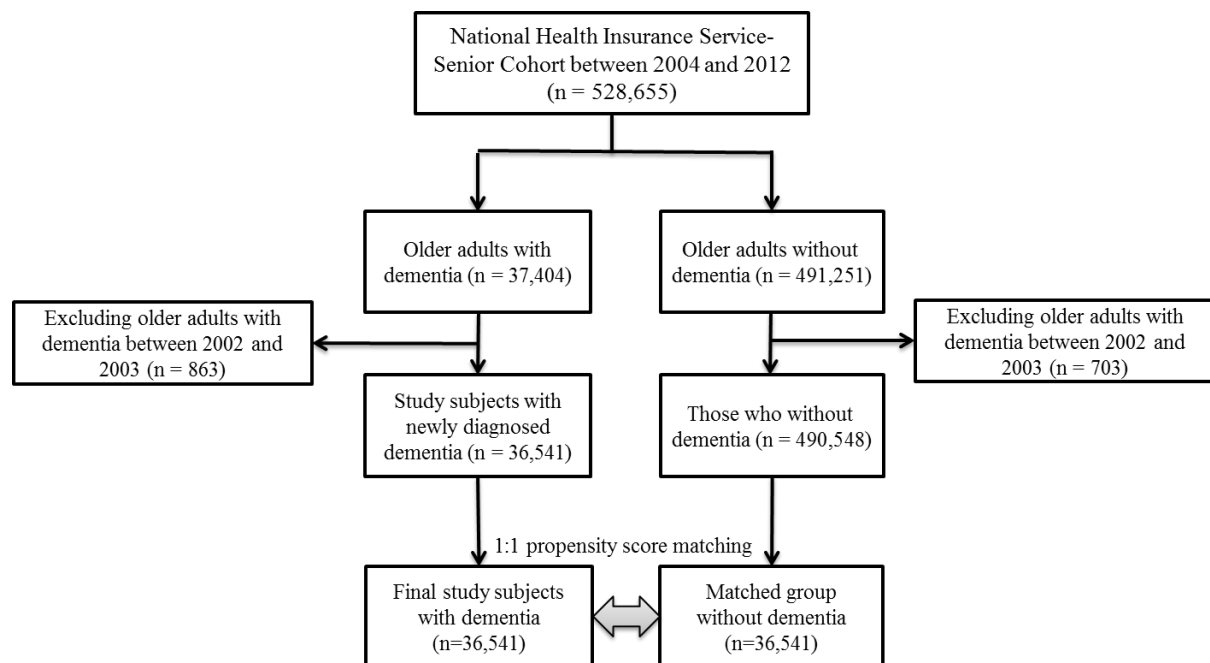 National Health Insurance Service-
Senior Cohort between 2004 and 2012
(n = 528,655)
Older adults with
dementia (n = 37,404)
Older adults without
dementia (n = 491,251)
Excluding older adults with
dementia between 2002 and
2003 (n = 863)
Excluding older adults with
dementia between 2002 and
2003 (n = 703)
Study subjects with
newly diagnosed
dementia (n = 36,541)
Those who without
dementia (n = 490,548)
1:1 propensity score matching
Final study subjects
with dementia
(n=36,541)
Matched group
without dementia
(n=36,541)